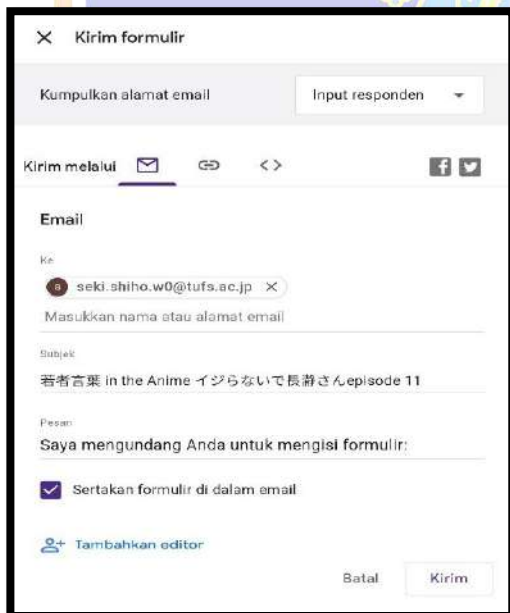 Kirim formulir
Kumpulkan alamat email Input responden
Kirim melalui
Email
Ke
seki.shiho.w0@tufs.ac.jp
Masukkan nama atau alamat email
Subjek
若者言葉 in the Anime イジらないで長瀞さんepisode 11
Pesan
Saya mengundang Anda untuk mengisi formulir:
Sertakan formulir di dalam email
Tambahkan editor
Batal Kirim